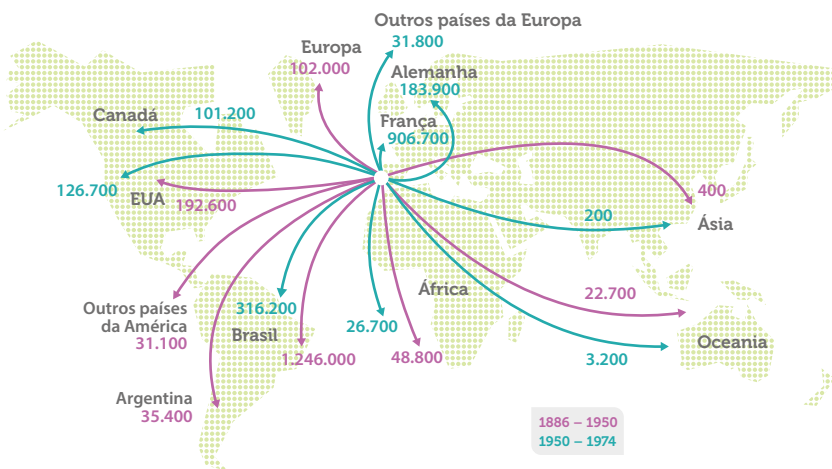 Outros países da Europa
31.800
Europa
102.000
Alemanha
183.900
Canadá
101.200
França
906.700
126.700
EUA
192.600
400
200
Ásia
África
22.700
Outros países
da América
31.100
316.200
Brasil
1.246.000
26.700
48.800
3.200
Oceania
Argentina
35.400
1886 – 1950
1950 – 1974